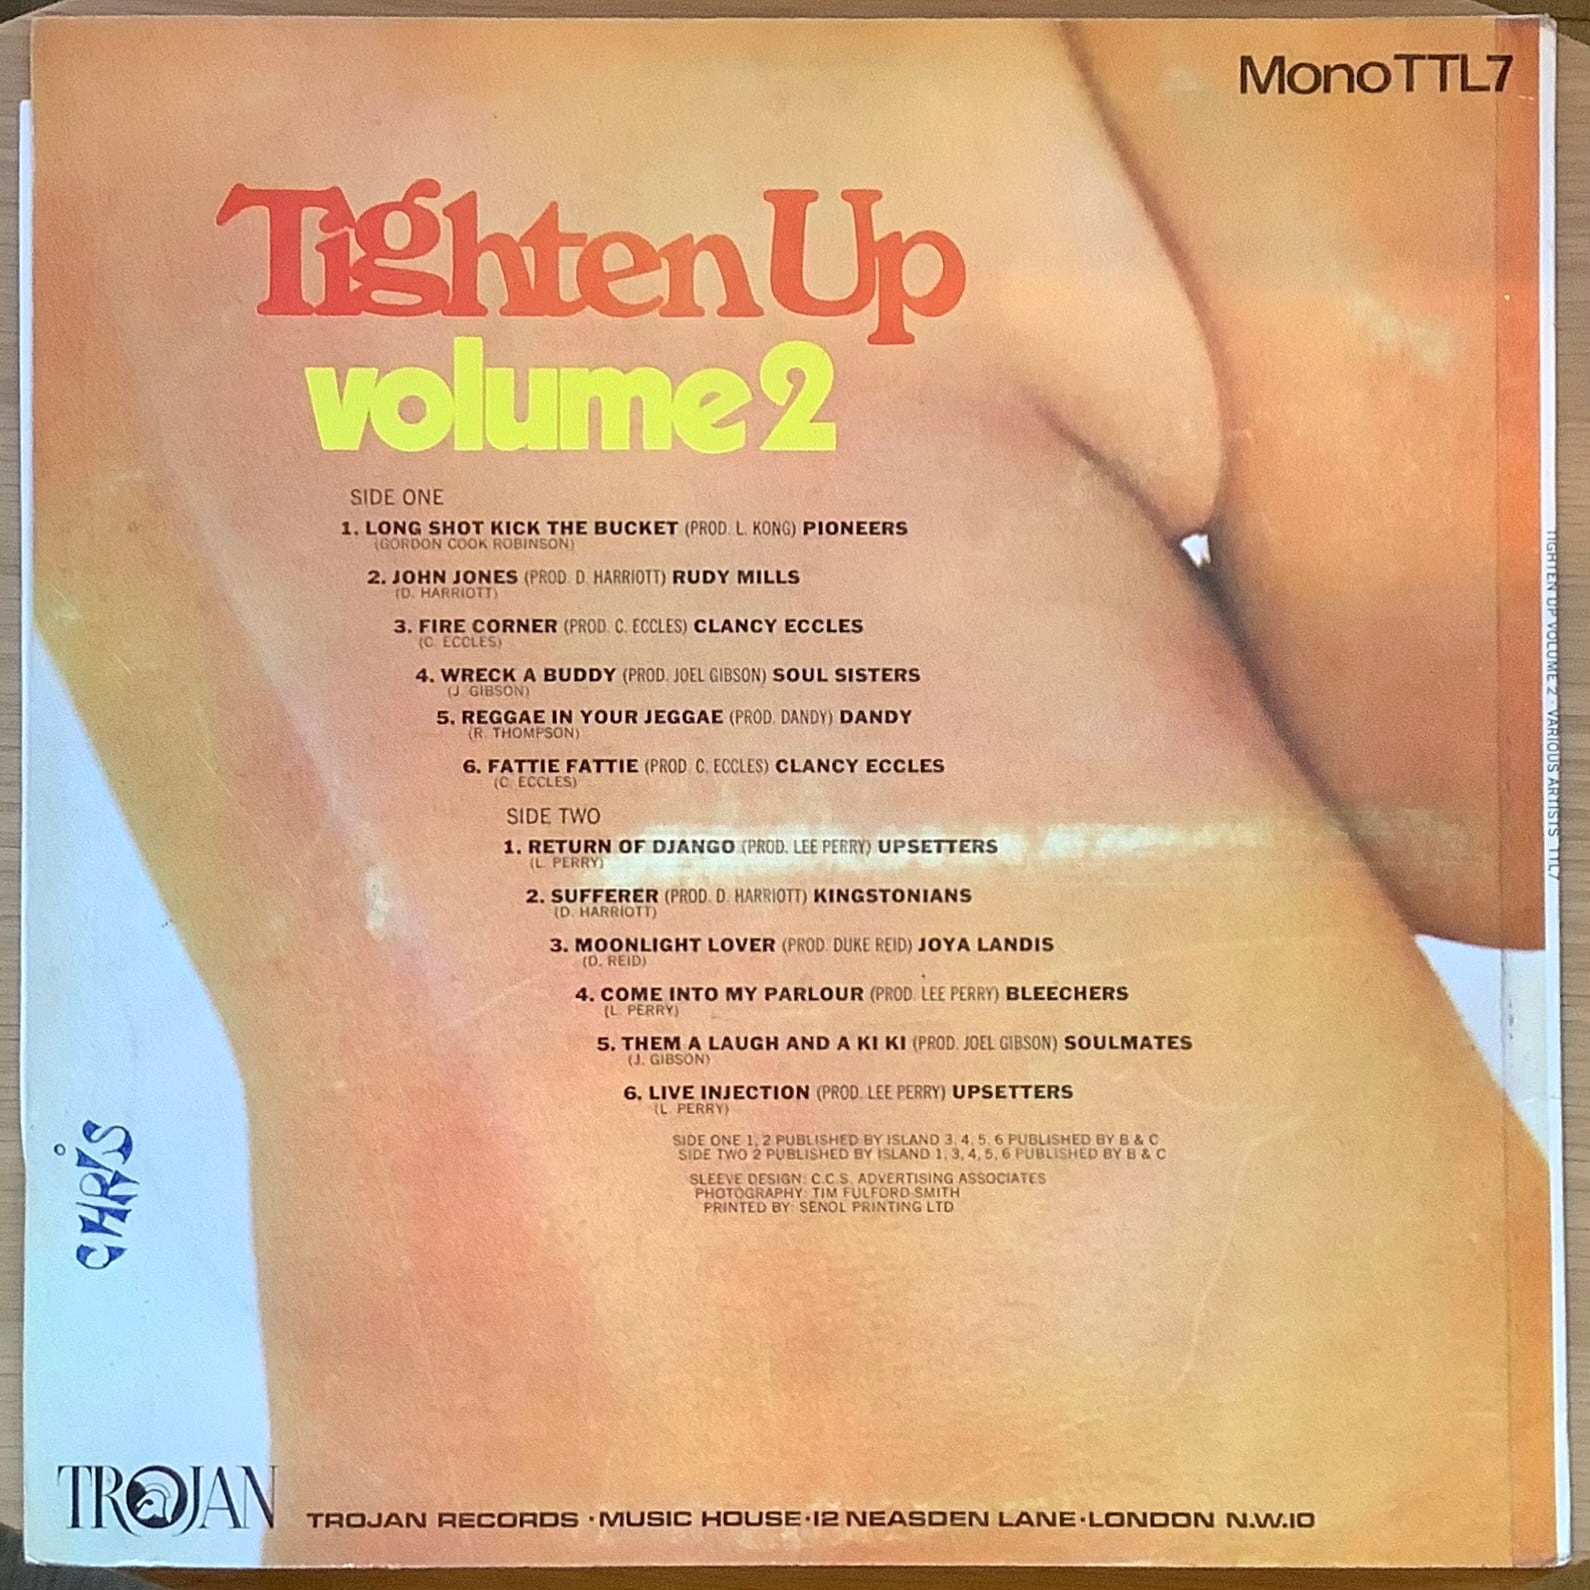 MonoTTL7
Tighten Up
volume 2
SIDE ONE
1. LONG SHOT KICK THE BUCKET (PROD. L. KONG) PIONEERS
(GORDON COOK ROBINSON)
2. JOHN JONES (PROD. D. HARRIOTT) RUDY MILLS
(D. HARRIOTT)
3. FIRE CORNER (PROD. C. ECCLES) CLANCY ECCLES
(C. ECCLES)
4. WRECK A BUDDY (PROD. JOEL GIBSON) SOUL SISTERS
(J. GIBSON)
5. REGGAE IN YOUR JEGGAE (PROD. DANDY) DANDY
(R. THOMPSON)
6. FATTIE FATTIE (PROD. C. ECCLES) CLANCY ECCLES
(C. ECCLES)
SIDE TWO
1. RETURN OF DJANGO (PROD. LEE PERRY) UPSETTERS
(L. PERRY)
2. SUFFERER (PROD. D. HARRIOTT) KINGSTONIANS
(D. HARRIOTT)
3. MOONLIGHT LOVER (PROD. DUKE REID) JOYA LANDIS
(D. REID)
4. COME INTO MY PARLOUR (PROD. LEE PERRY) BLEECHERS
(L. PERRY)
5. THEM A LAUGH AND A KI KI (PROD. JOEL GIBSON) SOULMATES
(J. GIBSON)
6. LIVE INJECTION (PROD. LEE PERRY) UPSETTERS
(L. PERRY)
SIDE ONE 1, 2 PUBLISHED BY ISLAND 3, 4, 5, 6 PUBLISHED BY B & C
SIDE TWO 2 PUBLISHED BY ISLAND 1, 3, 4, 5, 6 PUBLISHED BY B & C
SLEEVE DESIGN: C.C.S. ADVERTISING ASSOCIATES
PHOTOGRAPHY: TIM FULFORD-SMITH
PRINTED BY: SENOL PRINTING LTD
TIGHTEN UP VOLUME 2 · VARIOUS ARTISTS TTL7
CHRiS
TROJAN
TROJAN RECORDS · MUSIC HOUSE · 12 NEASDEN LANE · LONDON N.W.10